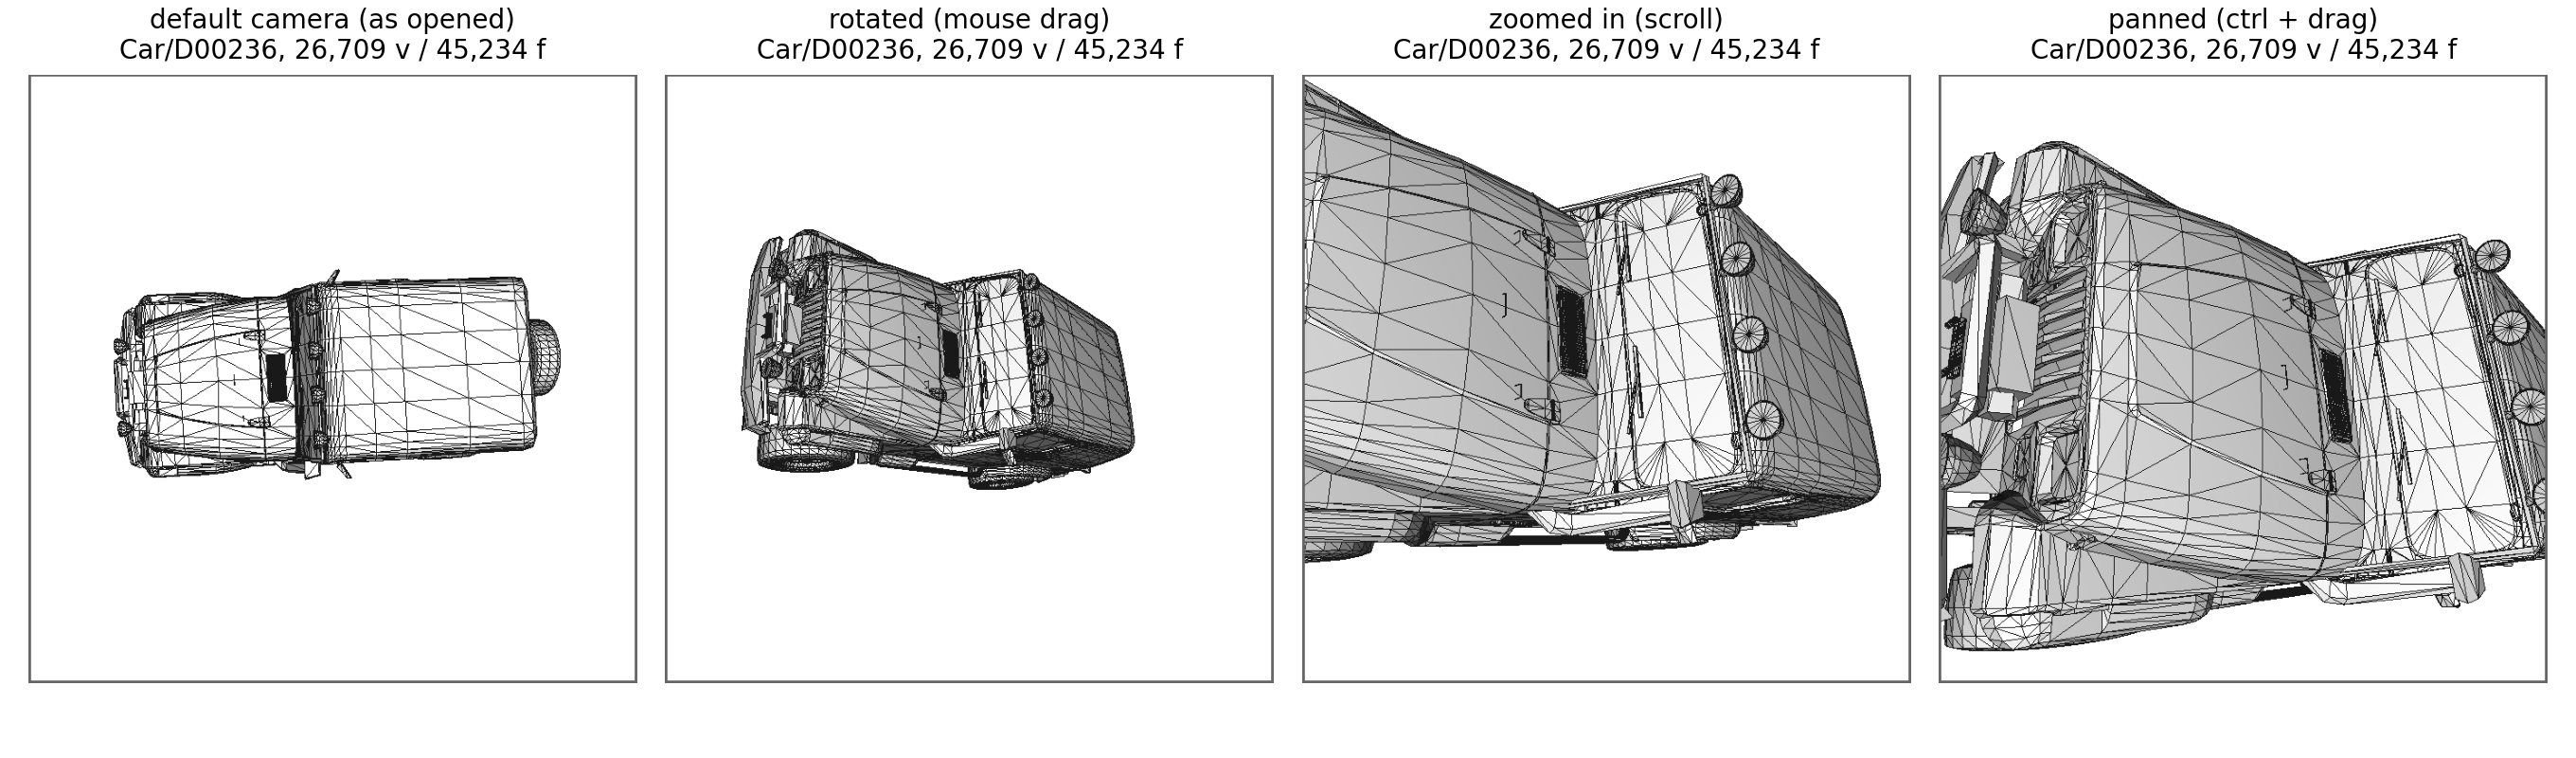 default camera (as opened)
Car/D00236, 26,709 v / 45,234 f
rotated (mouse drag)
Car/D00236, 26,709 v / 45,234 f
zoomed in (scroll)
Car/D00236, 26,709 v / 45,234 f
panned (ctrl + drag)
Car/D00236, 26,709 v / 45,234 f